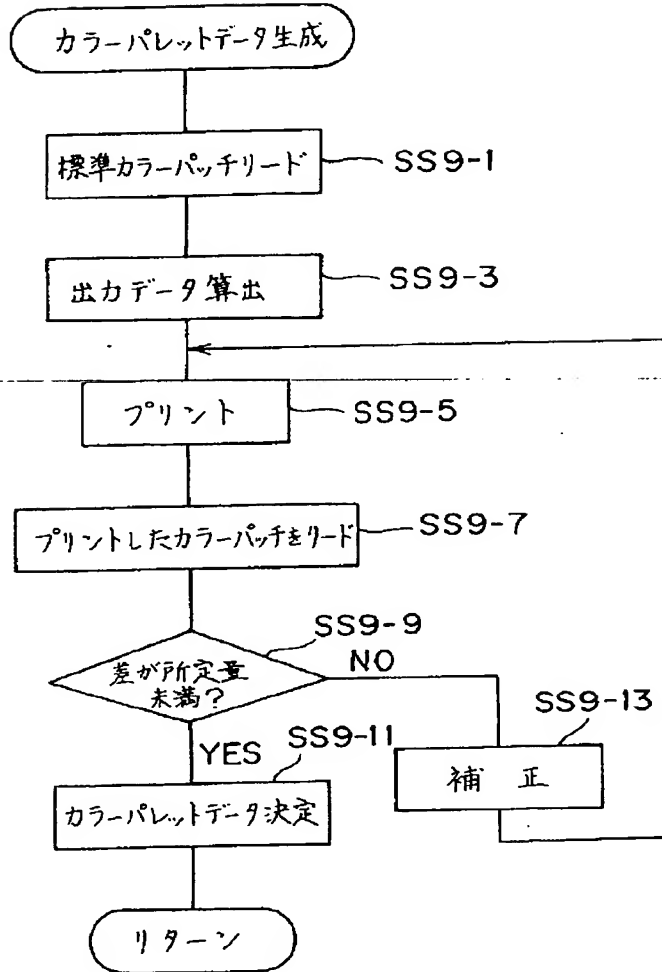 カラーパレットデータ生成
標準カラーパッチリード
SS9-1
出力データ算出
SS9-3
プリント
SS9-5
プリントしたカラーパッチをリード
SS9-7
SS9-9
差が所定量
未満?
NO
YES
SS9-11
カラーパレットデータ決定
SS9-13
補正
リターン